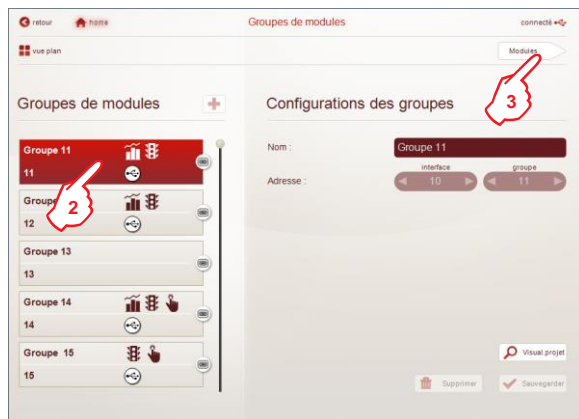 retour
home
Groupes de modules
connecté
vue plan
Modules
Groupes de modules
Configurations des groupes
3
Groupe 11
11
2
12
Groupe 13
13
Groupe 14
14
Groupe 15
15
Nom :
Groupe 11
interface
groupe
Adresse :
10
11
Visual.projet
Supprimer
Sauvegarder